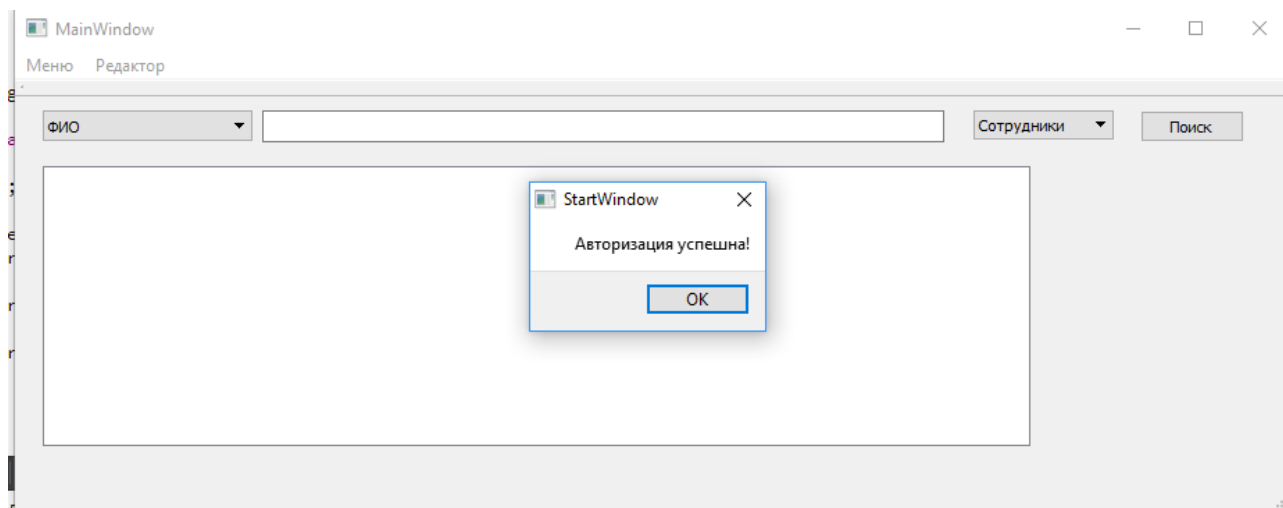 MainWindow
Меню Редактор
ФИО
Сотрудники
Поиск
StartWindow
Авторизация успешна!
OK